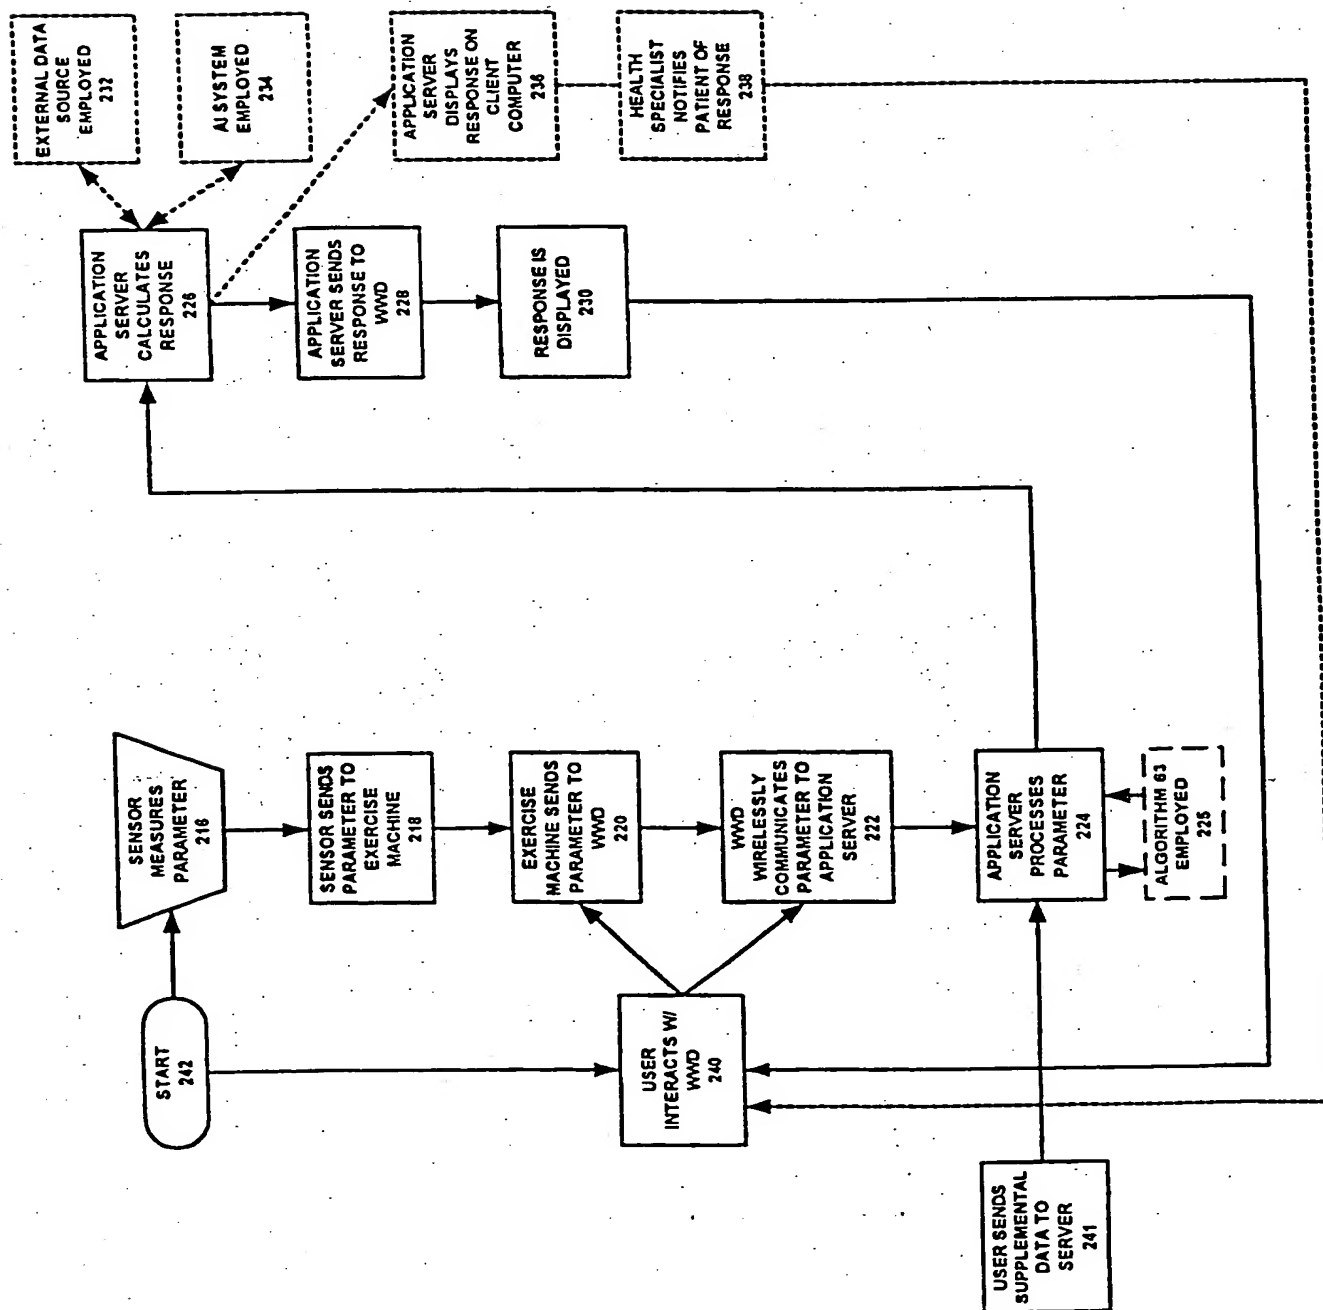 START
242
SENSOR
MEASURES
PARAMETER
216
SENSOR SENDS
PARAMETER TO
EXERCISE
MACHINE
218
EXERCISE
MACHINE SENDS
PARAMETER TO
WWD
220
WWD
WIRELESSLY
COMMUNICATES
PARAMETER TO
APPLICATION
SERVER
222
USER
INTERACTS W/
WWD
240
USER SENDS
SUPPLEMENTAL
DATA TO
SERVER
241
APPLICATION
SERVER
PROCESSES
PARAMETER
224
ALGORITHM 63
EMPLOYED
225
APPLICATION
SERVER
CALCULATES
RESPONSE
226
APPLICATION
SERVER SENDS
RESPONSE TO
WWD
228
RESPONSE IS
DISPLAYED
230
EXTERNAL DATA
SOURCE
EMPLOYED
232
AI SYSTEM
EMPLOYED
234
APPLICATION
SERVER
DISPLAYS
RESPONSE ON
CLIENT
COMPUTER
236
HEALTH
SPECIALIST
NOTIFIES
PATIENT OF
RESPONSE
238